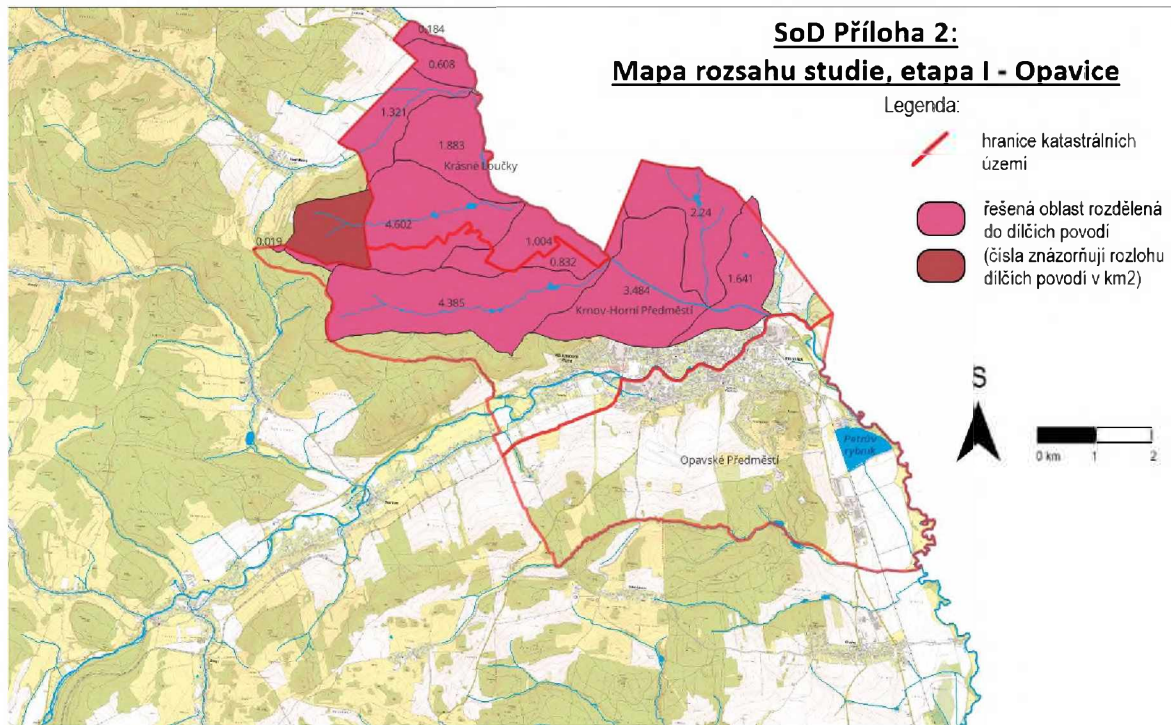 SoD Příloha 2:
Mapa rozsahu studie, etapa I - Opavice
Legenda:
hranice katastrálních
území
řešená oblast rozdělená
do dílčích povodí
(čísla znázorňují rozlohu
dílčích povodí v km2)
0.184
0.608
1.321
1.883
Krásné Loučky
4.602
2.24
0.019
1.004
0.832
1.641
4.385
3.484
Krnov-Horní Předměstí
S
0 km 1 2
Petrův
rybník
Opavské Předměstí